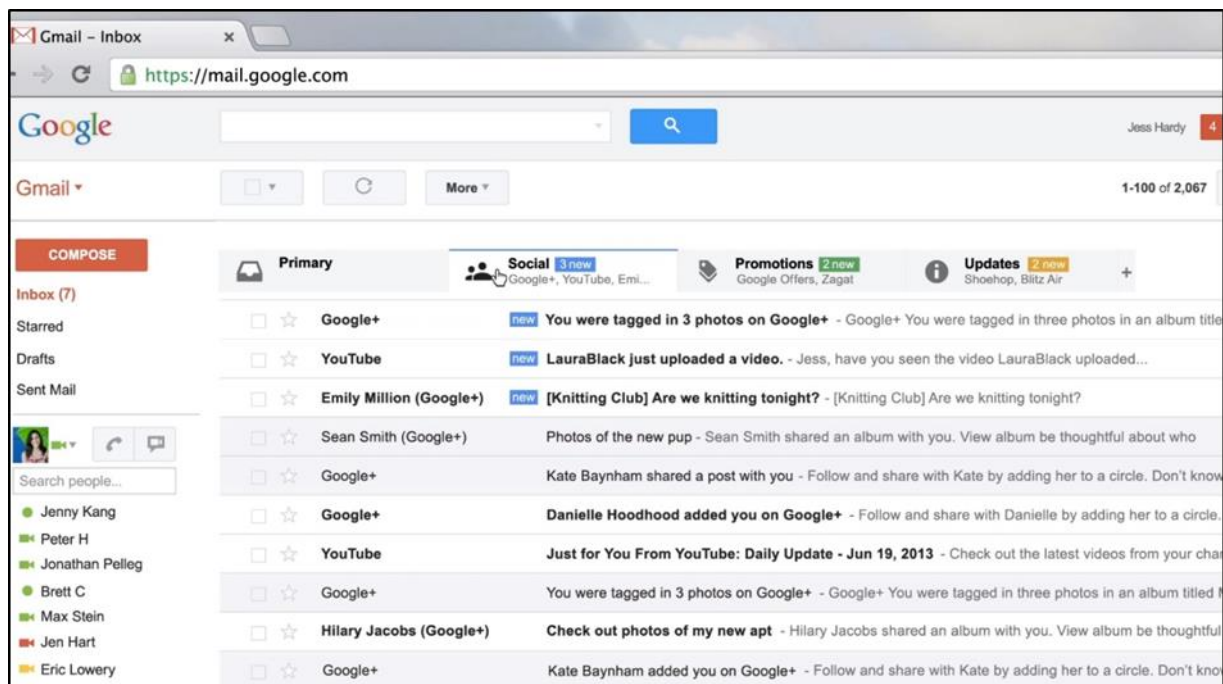 Gmail – Inbox ×
https://mail.google.com
Google
Jess Hardy 4
Gmail
More
1-100 of 2,067
COMPOSE
Primary
Social 3 new
Google+, YouTube, Emi...
Promotions 2 new
Google Offers, Zagat
Updates 2 new
Shoehop, Blitz Air
+
Inbox (7)
Starred
Drafts
Sent Mail
Search people...
Jenny Kang
Peter H
Jonathan Pelleg
Brett C
Max Stein
Jen Hart
Eric Lowery
Google+ new You were tagged in 3 photos on Google+ - Google+ You were tagged in three photos in an album title
YouTube new LauraBlack just uploaded a video. - Jess, have you seen the video LauraBlack uploaded...
Emily Million (Google+) new [Knitting Club] Are we knitting tonight? - [Knitting Club] Are we knitting tonight?
Sean Smith (Google+) Photos of the new pup - Sean Smith shared an album with you. View album be thoughtful about who
Google+ Kate Baynham shared a post with you - Follow and share with Kate by adding her to a circle. Don't know
Google+ Danielle Hoodhood added you on Google+ - Follow and share with Danielle by adding her to a circle.
YouTube Just for You From YouTube: Daily Update - Jun 19, 2013 - Check out the latest videos from your cha
Google+ You were tagged in 3 photos on Google+ - Google+ You were tagged in three photos in an album titled
Hilary Jacobs (Google+) Check out photos of my new apt - Hilary Jacobs shared an album with you. View album be thoughtful
Google+ Kate Baynham added you on Google+ - Follow and share with Kate by adding her to a circle. Don't kno